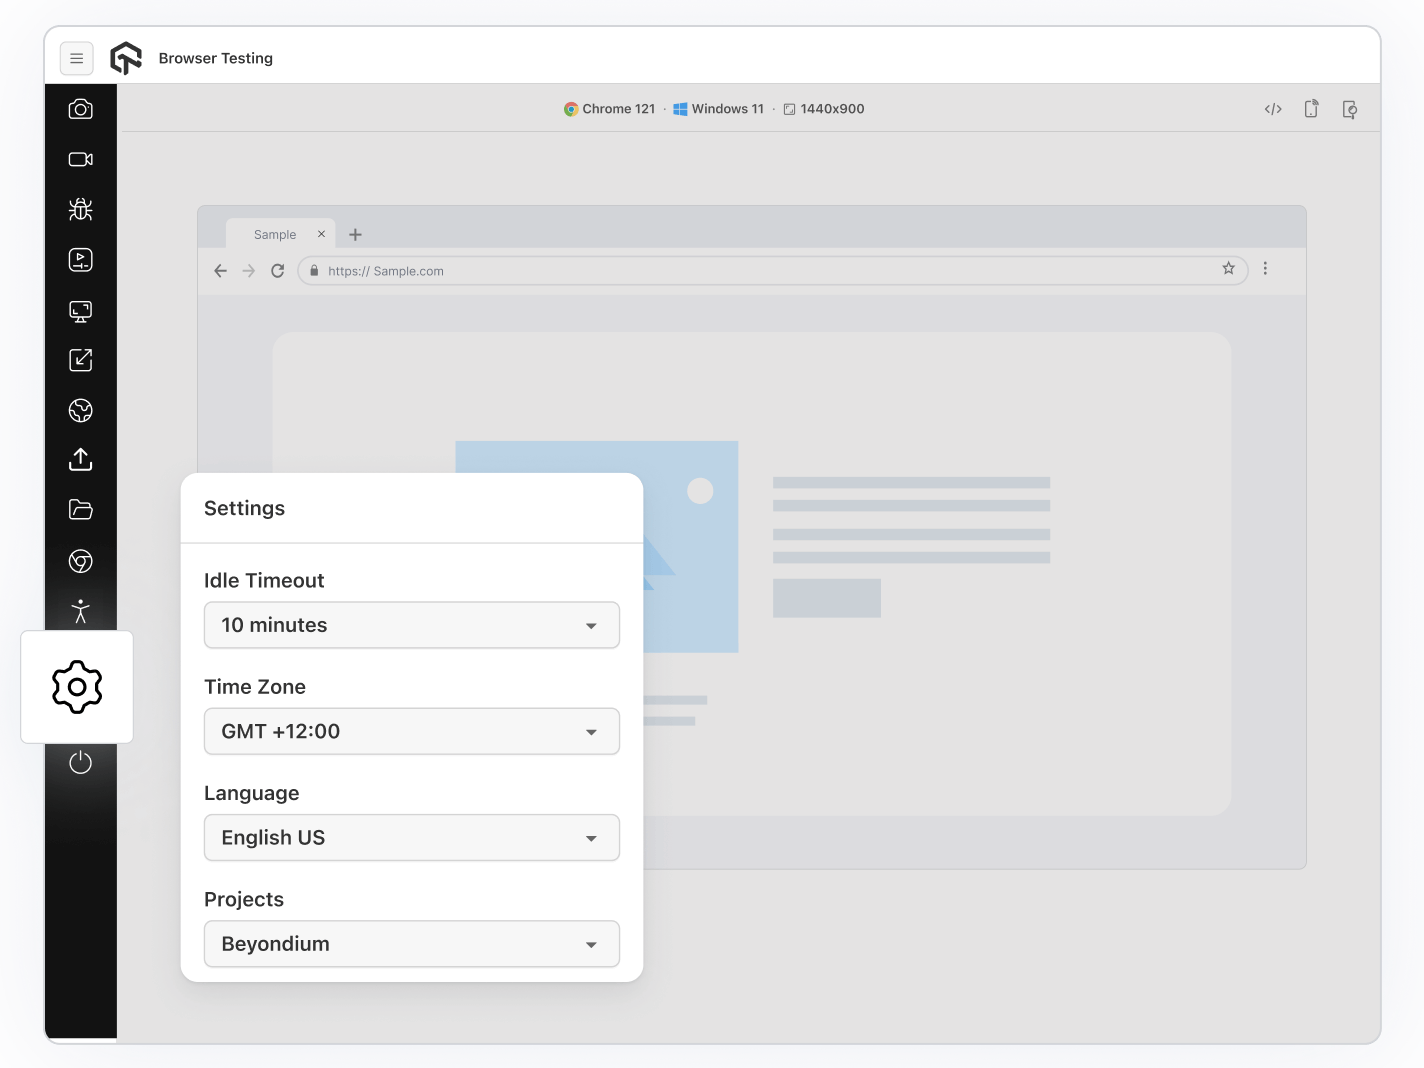 Browser Testing
Chrome 121 · Windows 11 · 1440x900
Sample
https:// Sample.com
Settings
Idle Timeout
10 minutes
Time Zone
GMT +12:00
Language
English US
Projects
Beyondium